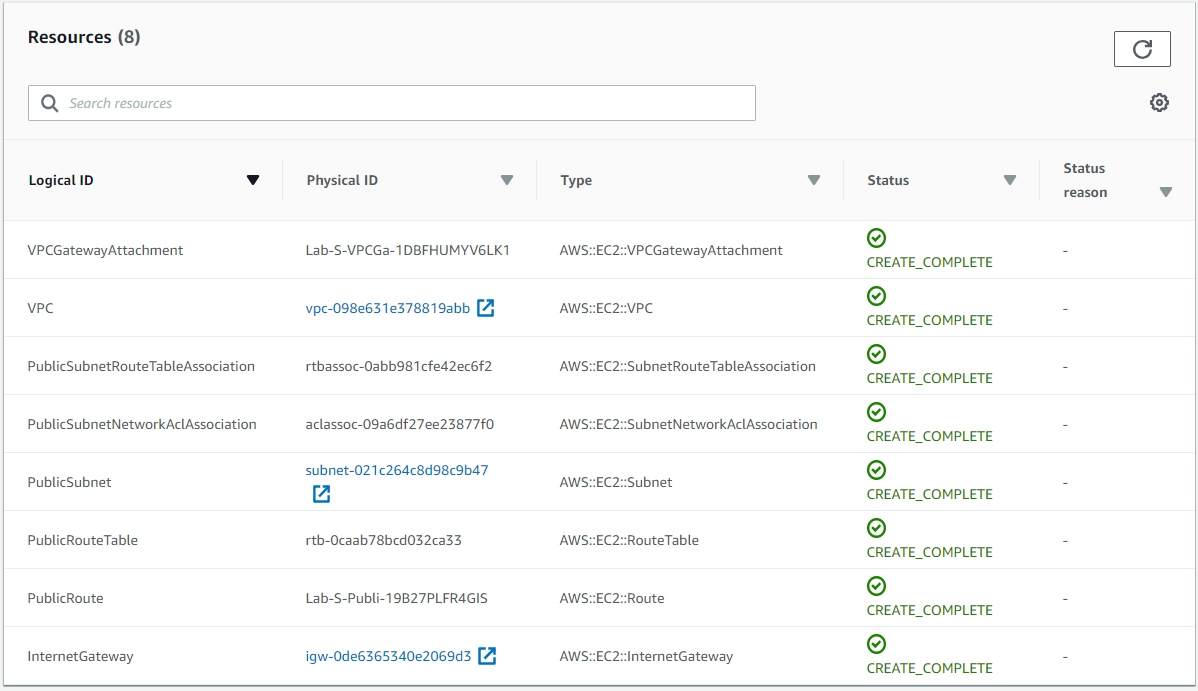 Resources (8)
Search resources
Logical ID Physical ID Type Status Status reason
VPCGatewayAttachment Lab-S-VPCGa-1DBFHUMYV6LK1 AWS::EC2::VPCGatewayAttachment CREATE_COMPLETE -
VPC vpc-098e631e378819abb AWS::EC2::VPC CREATE_COMPLETE -
PublicSubnetRouteTableAssociation rtbassoc-0abb981cfe42ec6f2 AWS::EC2::SubnetRouteTableAssociation CREATE_COMPLETE -
PublicSubnetNetworkAclAssociation aclassoc-09a6df27ee23877f0 AWS::EC2::SubnetNetworkAclAssociation CREATE_COMPLETE -
PublicSubnet subnet-021c264c8d98c9b47 AWS::EC2::Subnet CREATE_COMPLETE -
PublicRouteTable rtb-0caab78bcd032ca33 AWS::EC2::RouteTable CREATE_COMPLETE -
PublicRoute Lab-S-Publi-19B27PLFR4GIS AWS::EC2::Route CREATE_COMPLETE -
InternetGateway igw-0de6365340e2069d3 AWS::EC2::InternetGateway CREATE_COMPLETE -